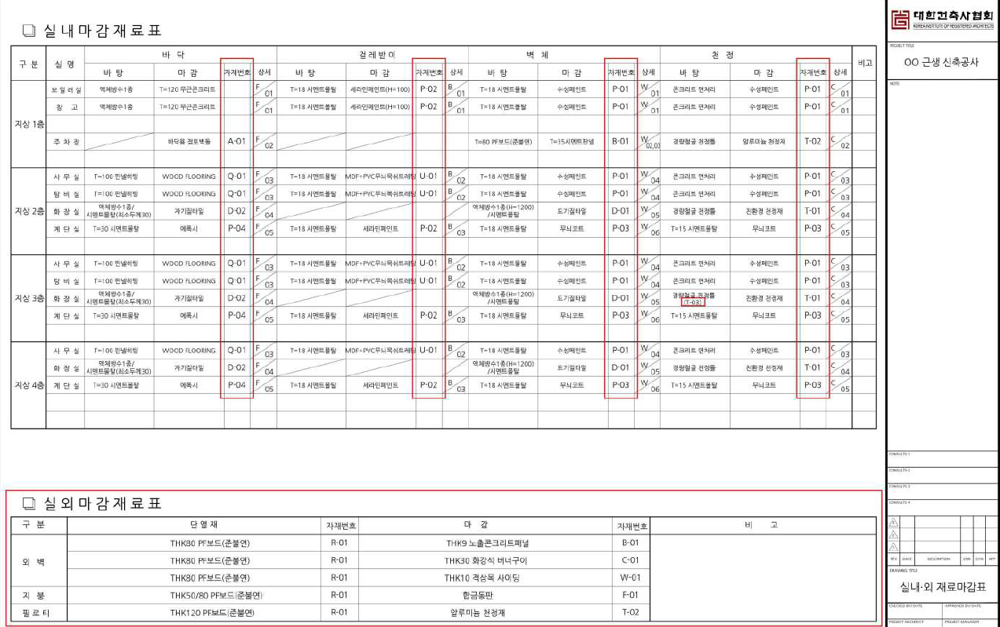 실내마감재료표
구 분 실 명 바 닥 걸레받이 벽 체 천 정 비고
바 탕 마 감 자재번호 상세 바 탕 마 감 자재번호 상세 바 탕 마 감 자재번호 상세 바 탕 마 감 자재번호 상세
지상 1층
보일러실 액체방수1종 T=120 무근콘크리트 F 01 T=18 시멘트몰탈 세라민페인트(H=100) P-02 B 01 T=18 시멘트몰탈 수성페인트 P-01 W 01 콘크리트 면처리 수성페인트 P-01 C 01
창 고 액체방수1종 T=120 무근콘크리트 F 01 T=18 시멘트몰탈 세라민페인트(H=100) P-02 B 01 T=18 시멘트몰탈 수성페인트 P-01 W 01 콘크리트 면처리 수성페인트 P-01 C 01
주 차 장 바닥용 점토벽돌 A-01 F 02 T=80 PF보드(준불연) T=35시멘트판넬 B-01 W 02,03 경량철골 천정틀 알루미늄 천정재 T-02 C 02
지상 2층
사 무 실 T=100 판넬히팅 WOOD FLOORING Q-01 F 03 T=18 시멘트몰탈 MDF+PVC무늬목쉬트래핑 U-01 B 02 T=18 시멘트몰탈 수성페인트 P-01 W 04 콘크리트 면처리 수성페인트 P-01 C 03
탕 비 실 T=100 판넬히팅 WOOD FLOORING Q-01 F 03 T=18 시멘트몰탈 MDF+PVC무늬목쉬트래핑 U-01 B 02 T=18 시멘트몰탈 수성페인트 P-01 W 04 콘크리트 면처리 수성페인트 P-01 C 03
화 장 실 액체방수1종/ 시멘트몰탈(최소두께30) 자기질타일 D-02 F 04 액체방수1종(H=1200) /시멘트몰탈 도기질타일 D-01 W 05 경량철골 천정틀 친환경 천정재 T-01 C 04
계 단 실 T=30 시멘트몰탈 에폭시 P-04 F 05 T=18 시멘트몰탈 세라민페인트 P-02 B 03 T=18 시멘트몰탈 무늬코트 P-03 W 06 T=15 시멘트몰탈 무늬코트 P-03 C 05
지상 3층
사 무 실 T=100 판넬히팅 WOOD FLOORING Q-01 F 03 T=18 시멘트몰탈 MDF+PVC무늬목쉬트래핑 U-01 B 02 T=18 시멘트몰탈 수성페인트 P-01 W 04 콘크리트 면처리 수성페인트 P-01 C 03
탕 비 실 T=100 판넬히팅 WOOD FLOORING Q-01 F 03 T=18 시멘트몰탈 MDF+PVC무늬목쉬트래핑 U-01 B 02 T=18 시멘트몰탈 수성페인트 P-01 W 04 콘크리트 면처리 수성페인트 P-01 C 03
화 장 실 액체방수1종/ 시멘트몰탈(최소두께30) 자기질타일 D-02 F 04 액체방수1종(H=1200) /시멘트몰탈 도기질타일 D-01 W 05 경량철골 천정틀 (T-03) 친환경 천정재 T-01 C 04
계 단 실 T=30 시멘트몰탈 에폭시 P-04 F 05 T=18 시멘트몰탈 세라민페인트 P-02 B 03 T=18 시멘트몰탈 무늬코트 P-03 W 06 T=15 시멘트몰탈 무늬코트 P-03 C 05
지상 4층
사 무 실 T=100 판넬히팅 WOOD FLOORING Q-01 F 03 T=18 시멘트몰탈 MDF+PVC무늬목쉬트래핑 U-01 B 02 T=18 시멘트몰탈 수성페인트 P-01 W 04 콘크리트 면처리 수성페인트 P-01 C 03
화 장 실 액체방수1종/ 시멘트몰탈(최소두께30) 자기질타일 D-02 F 04 액체방수1종(H=1200) /시멘트몰탈 도기질타일 D-01 W 05 경량철골 천정틀 친환경 천정재 T-01 C 04
계 단 실 T=30 시멘트몰탈 에폭시 P-04 F 05 T=18 시멘트몰탈 세라민페인트 P-02 B 03 T=18 시멘트몰탈 무늬코트 P-03 W 06 T=15 시멘트몰탈 무늬코트 P-03 C 05
실외마감재료표
구 분 단열재 자재번호 마 감 자재번호 비 고
외 벽
THK80 PF보드(준불연) R-01 THK9 노출콘크리트패널 B-01
THK80 PF보드(준불연) R-01 THK30 화강석 버너구이 C-01
THK80 PF보드(준불연) R-01 THK10 적삼목 사이딩 W-01
지 붕 THK50/80 PF보드(준불연) R-01 합금동판 F-01
필로티 THK120 PF보드(준불연) R-01 알루미늄 천정재 T-02
대한건축사협회
KOREA INSTITUTE OF REGISTERED ARCHITECTS
PROJECT TITLE
OO 근생 신축공사
NOTE
CONSULTS-1
CONSULTS-2
CONSULTS-3
CONSULTS-4
REV DATE DESCRIPTION DRN CHK APP
DRAWING TITLE
실내·외 재료마감표
CHECKED BY/DATE APPROVED BY/DATE
PROJECT ARCHITECT PROJECT MANAGER